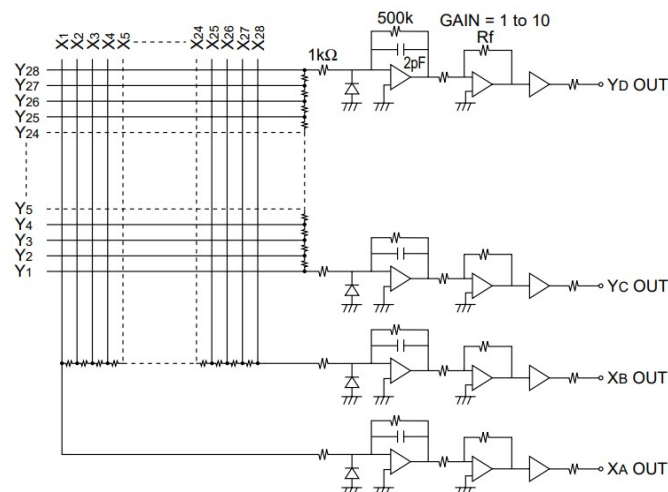 X1 X2 X3 X4 X5 X24 X25 X26 X27 X28
500k GAIN = 1 to 10
Rf
1kΩ
2pF
Y28
Y27
Y26
Y25
Y24
YD OUT
Y5
Y4
Y3
Y2
Y1
YC OUT
XB OUT
XA OUT